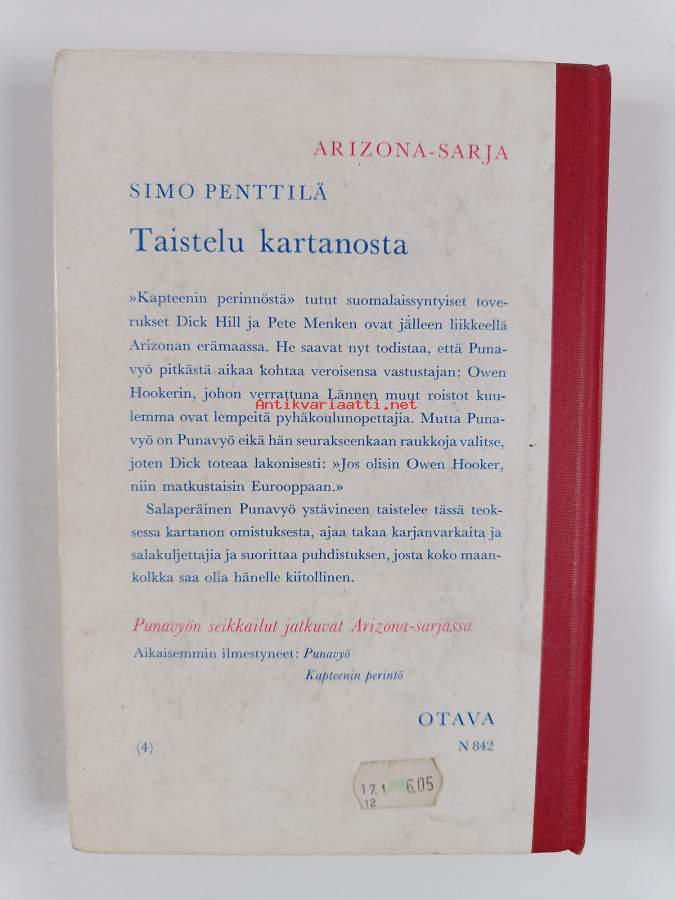 ARIZONA-SARJA
SIMO PENTTILÄ
Taistelu kartanosta
»Kapteenin perinnöstä» tutut suomalaissyntyiset tove-
rukset Dick Hill ja Pete Menken ovat jälleen liikkeellä
Arizonan erämaassa. He saavat nyt todistaa, että Puna-
vyö pitkästä aikaa kohtaa veroisensa vastustajan: Owen
Hookerin, johon verrattuna Lännen muut roistot kuu-
lemma ovat lempeitä pyhäkoulunopettajia. Mutta Puna-
Antikvariaatti.net
vyö on Punavyö eikä hän seurakseenkaan raukkoja valitse,
joten Dick toteaa lakonisesti: »Jos olisin Owen Hooker,
niin matkustaisin Eurooppaan.»
Salaperäinen Punavyö ystävineen taistelee tässä teok-
sessa kartanon omistuksesta, ajaa takaa karjanvarkaita ja
salakuljettajia ja suorittaa puhdistuksen, josta koko maan-
kolkka saa olla hänelle kiitollinen.
Punavyön seikkailut jatkuvat Arizona-sarjassa
Aikaisemmin ilmestyneet: Punavyö
Kapteenin perintö
OTAVA
(4) N 842
17.1 6.05
12